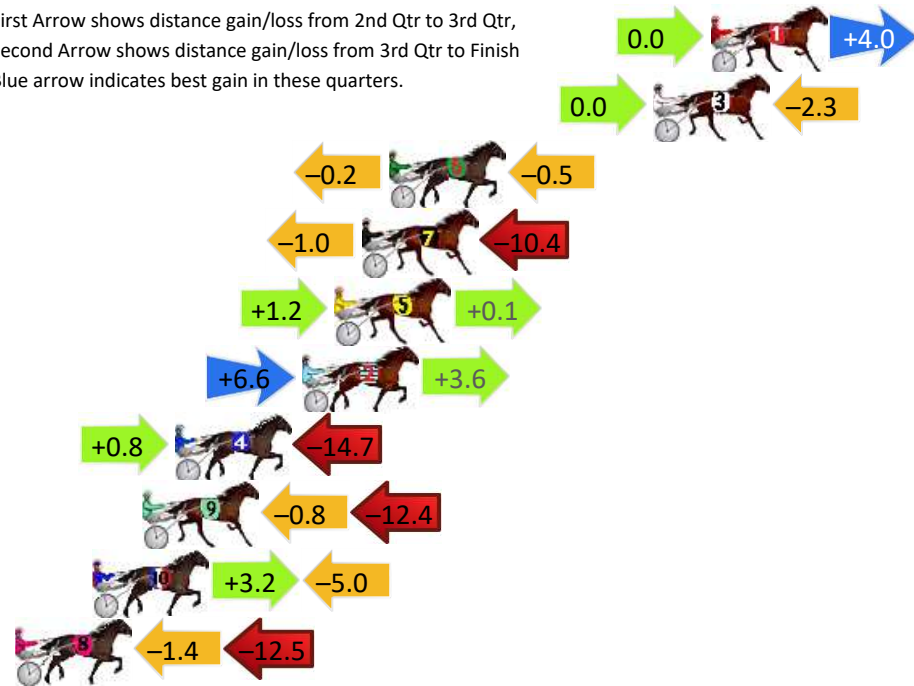 irst Arrow shows distance gain/loss from 2nd Qtr to 3rd Qtr,
econd Arrow shows distance gain/loss from 3rd Qtr to Finish
lue arrow indicates best gain in these quarters.
0.0 1 +4.0
0.0 3 –2.3
–0.2 6 –0.5
–1.0 7 –10.4
+1.2 5 +0.1
+6.6 2 +3.6
+0.8 4 –14.7
9 –0.8 –12.4
0 +3.2 –5.0
8 –1.4 –12.5